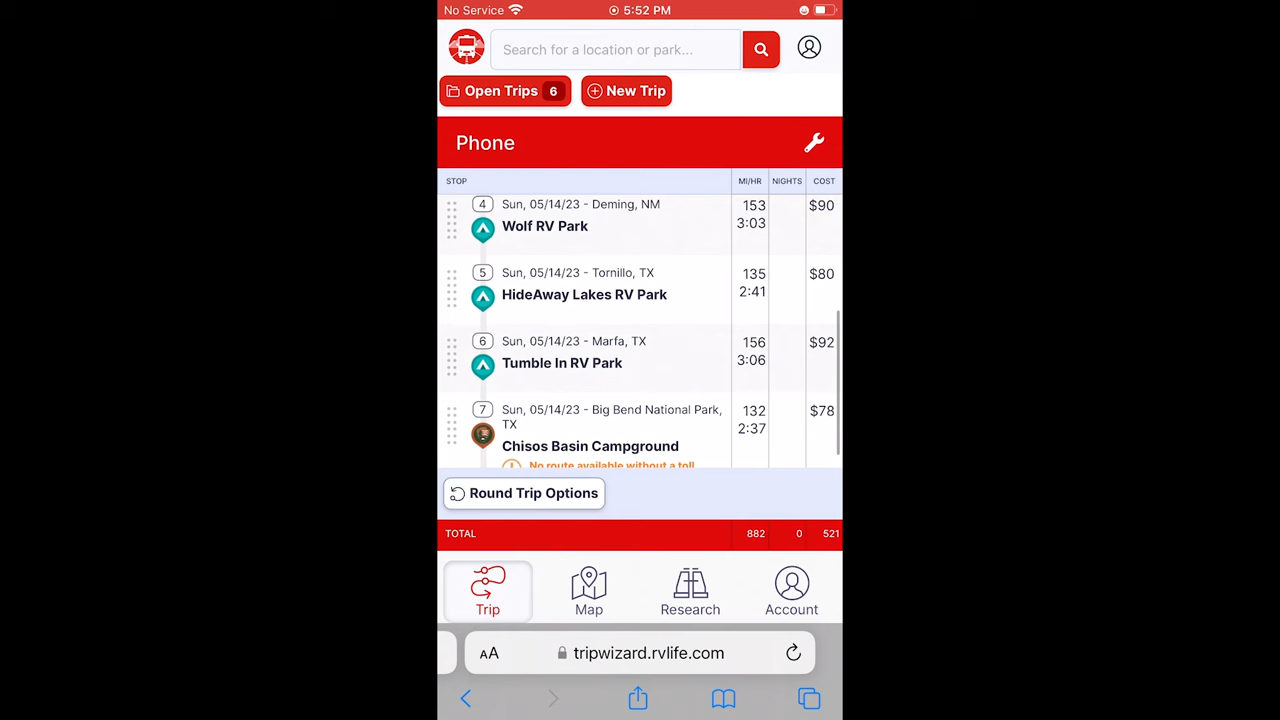 No Service 5:52 PM
Search for a location or park...
Open Trips 6 New Trip
Phone
STOP MI/HR NIGHTS COST
4 Sun, 05/14/23 - Deming, NM 153 $90
Wolf RV Park 3:03
5 Sun, 05/14/23 - Tornillo, TX 135 $80
HideAway Lakes RV Park 2:41
6 Sun, 05/14/23 - Marfa, TX 156 $92
Tumble In RV Park 3:06
7 Sun, 05/14/23 - Big Bend National Park, 132 $78
TX 2:37
Chisos Basin Campground
No route available without a toll
Round Trip Options
TOTAL 882 0 521
Trip Map Research Account
AA tripwizard.rvlife.com